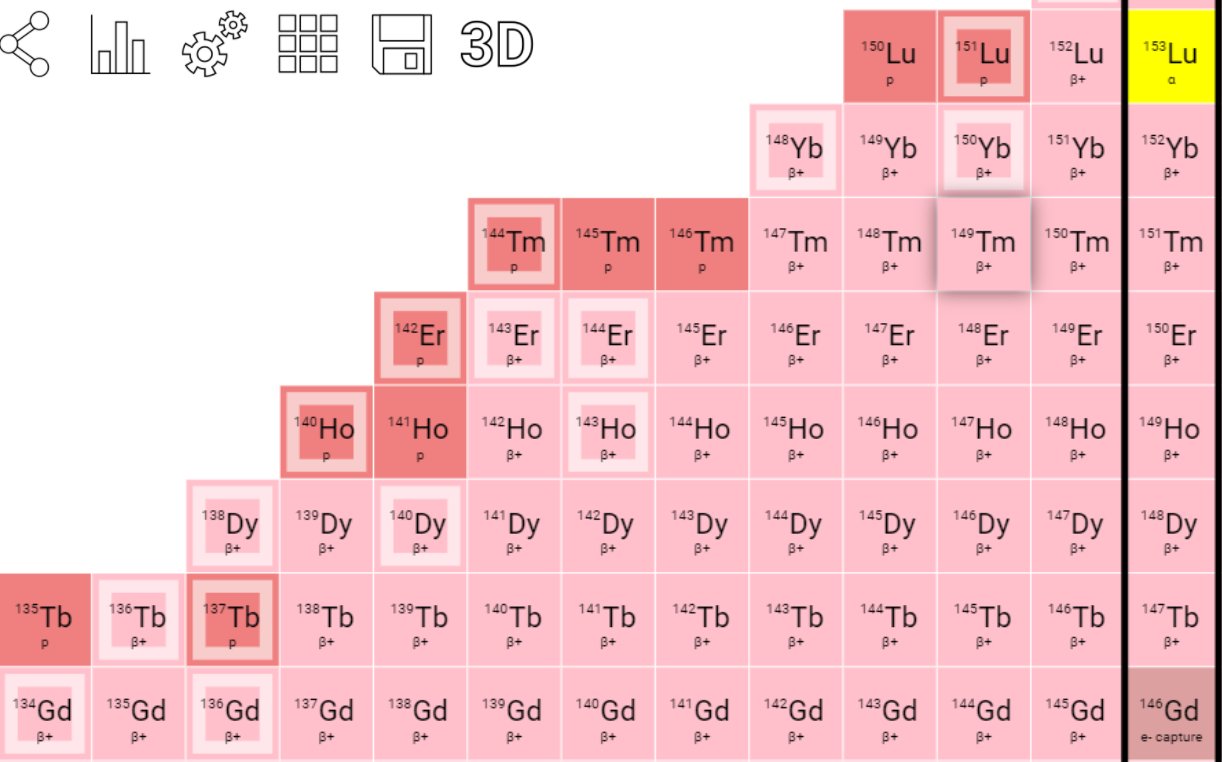 3D
150Lu 151Lu 152Lu 153Lu
p p β+ α
148Yb 149Yb 150Yb 151Yb 152Yb
β+ β+ β+ β+ β+
144Tm 145Tm 146Tm 147Tm 148Tm 149Tm 150Tm 151Tm
p p p β+ β+ β+ β+ β+
142Er 143Er 144Er 145Er 146Er 147Er 148Er 149Er 150Er
p β+ β+ β+ β+ β+ β+ β+ β+
140Ho 141Ho 142Ho 143Ho 144Ho 145Ho 146Ho 147Ho 148Ho 149Ho
p p β+ β+ β+ β+ β+ β+ β+ β+
138Dy 139Dy 140Dy 141Dy 142Dy 143Dy 144Dy 145Dy 146Dy 147Dy 148Dy
β+ β+ β+ β+ β+ β+ β+ β+ β+ β+ β+
135Tb 136Tb 137Tb 138Tb 139Tb 140Tb 141Tb 142Tb 143Tb 144Tb 145Tb 146Tb 147Tb
p β+ p β+ β+ β+ β+ β+ β+ β+ β+ β+ β+
134Gd 135Gd 136Gd 137Gd 138Gd 139Gd 140Gd 141Gd 142Gd 143Gd 144Gd 145Gd 146Gd
β+ β+ β+ β+ β+ β+ β+ β+ β+ β+ β+ β+ e- capture